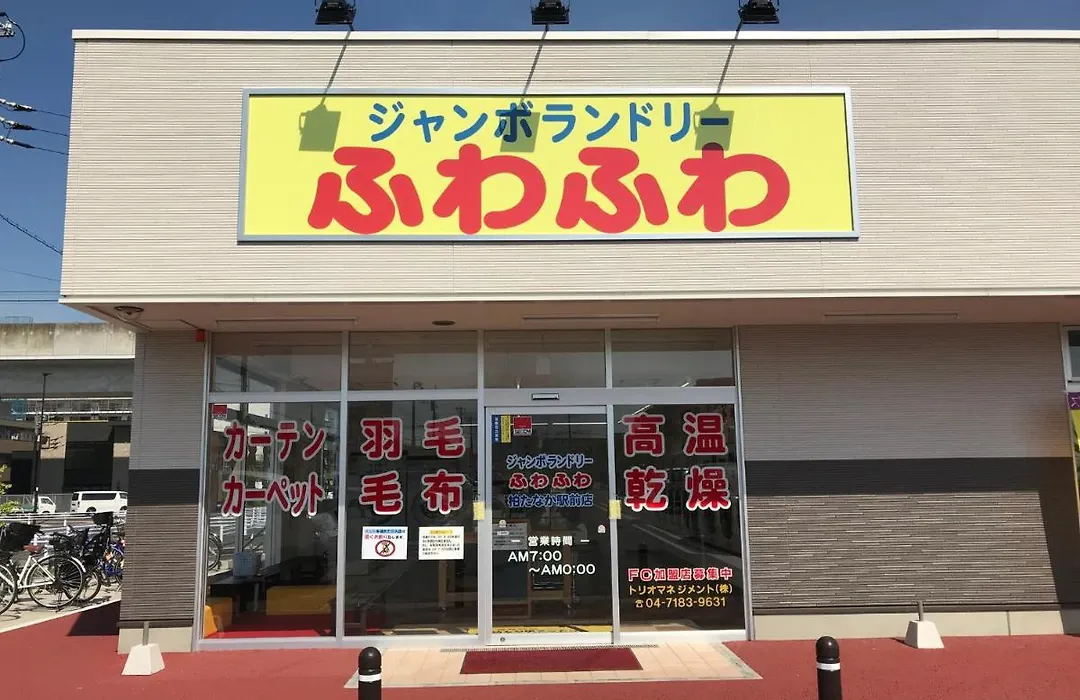 ジャンボランドリー
ふわふわ
カーテン
カーペット
羽毛
毛布
ジャンボランドリー
ふわふわ
柏たなか駅前店
営業時間
AM7:00
～AM0:00
高温
乾燥
FC加盟店募集中
トリオマネジメント(株)
☎04-7183-9631